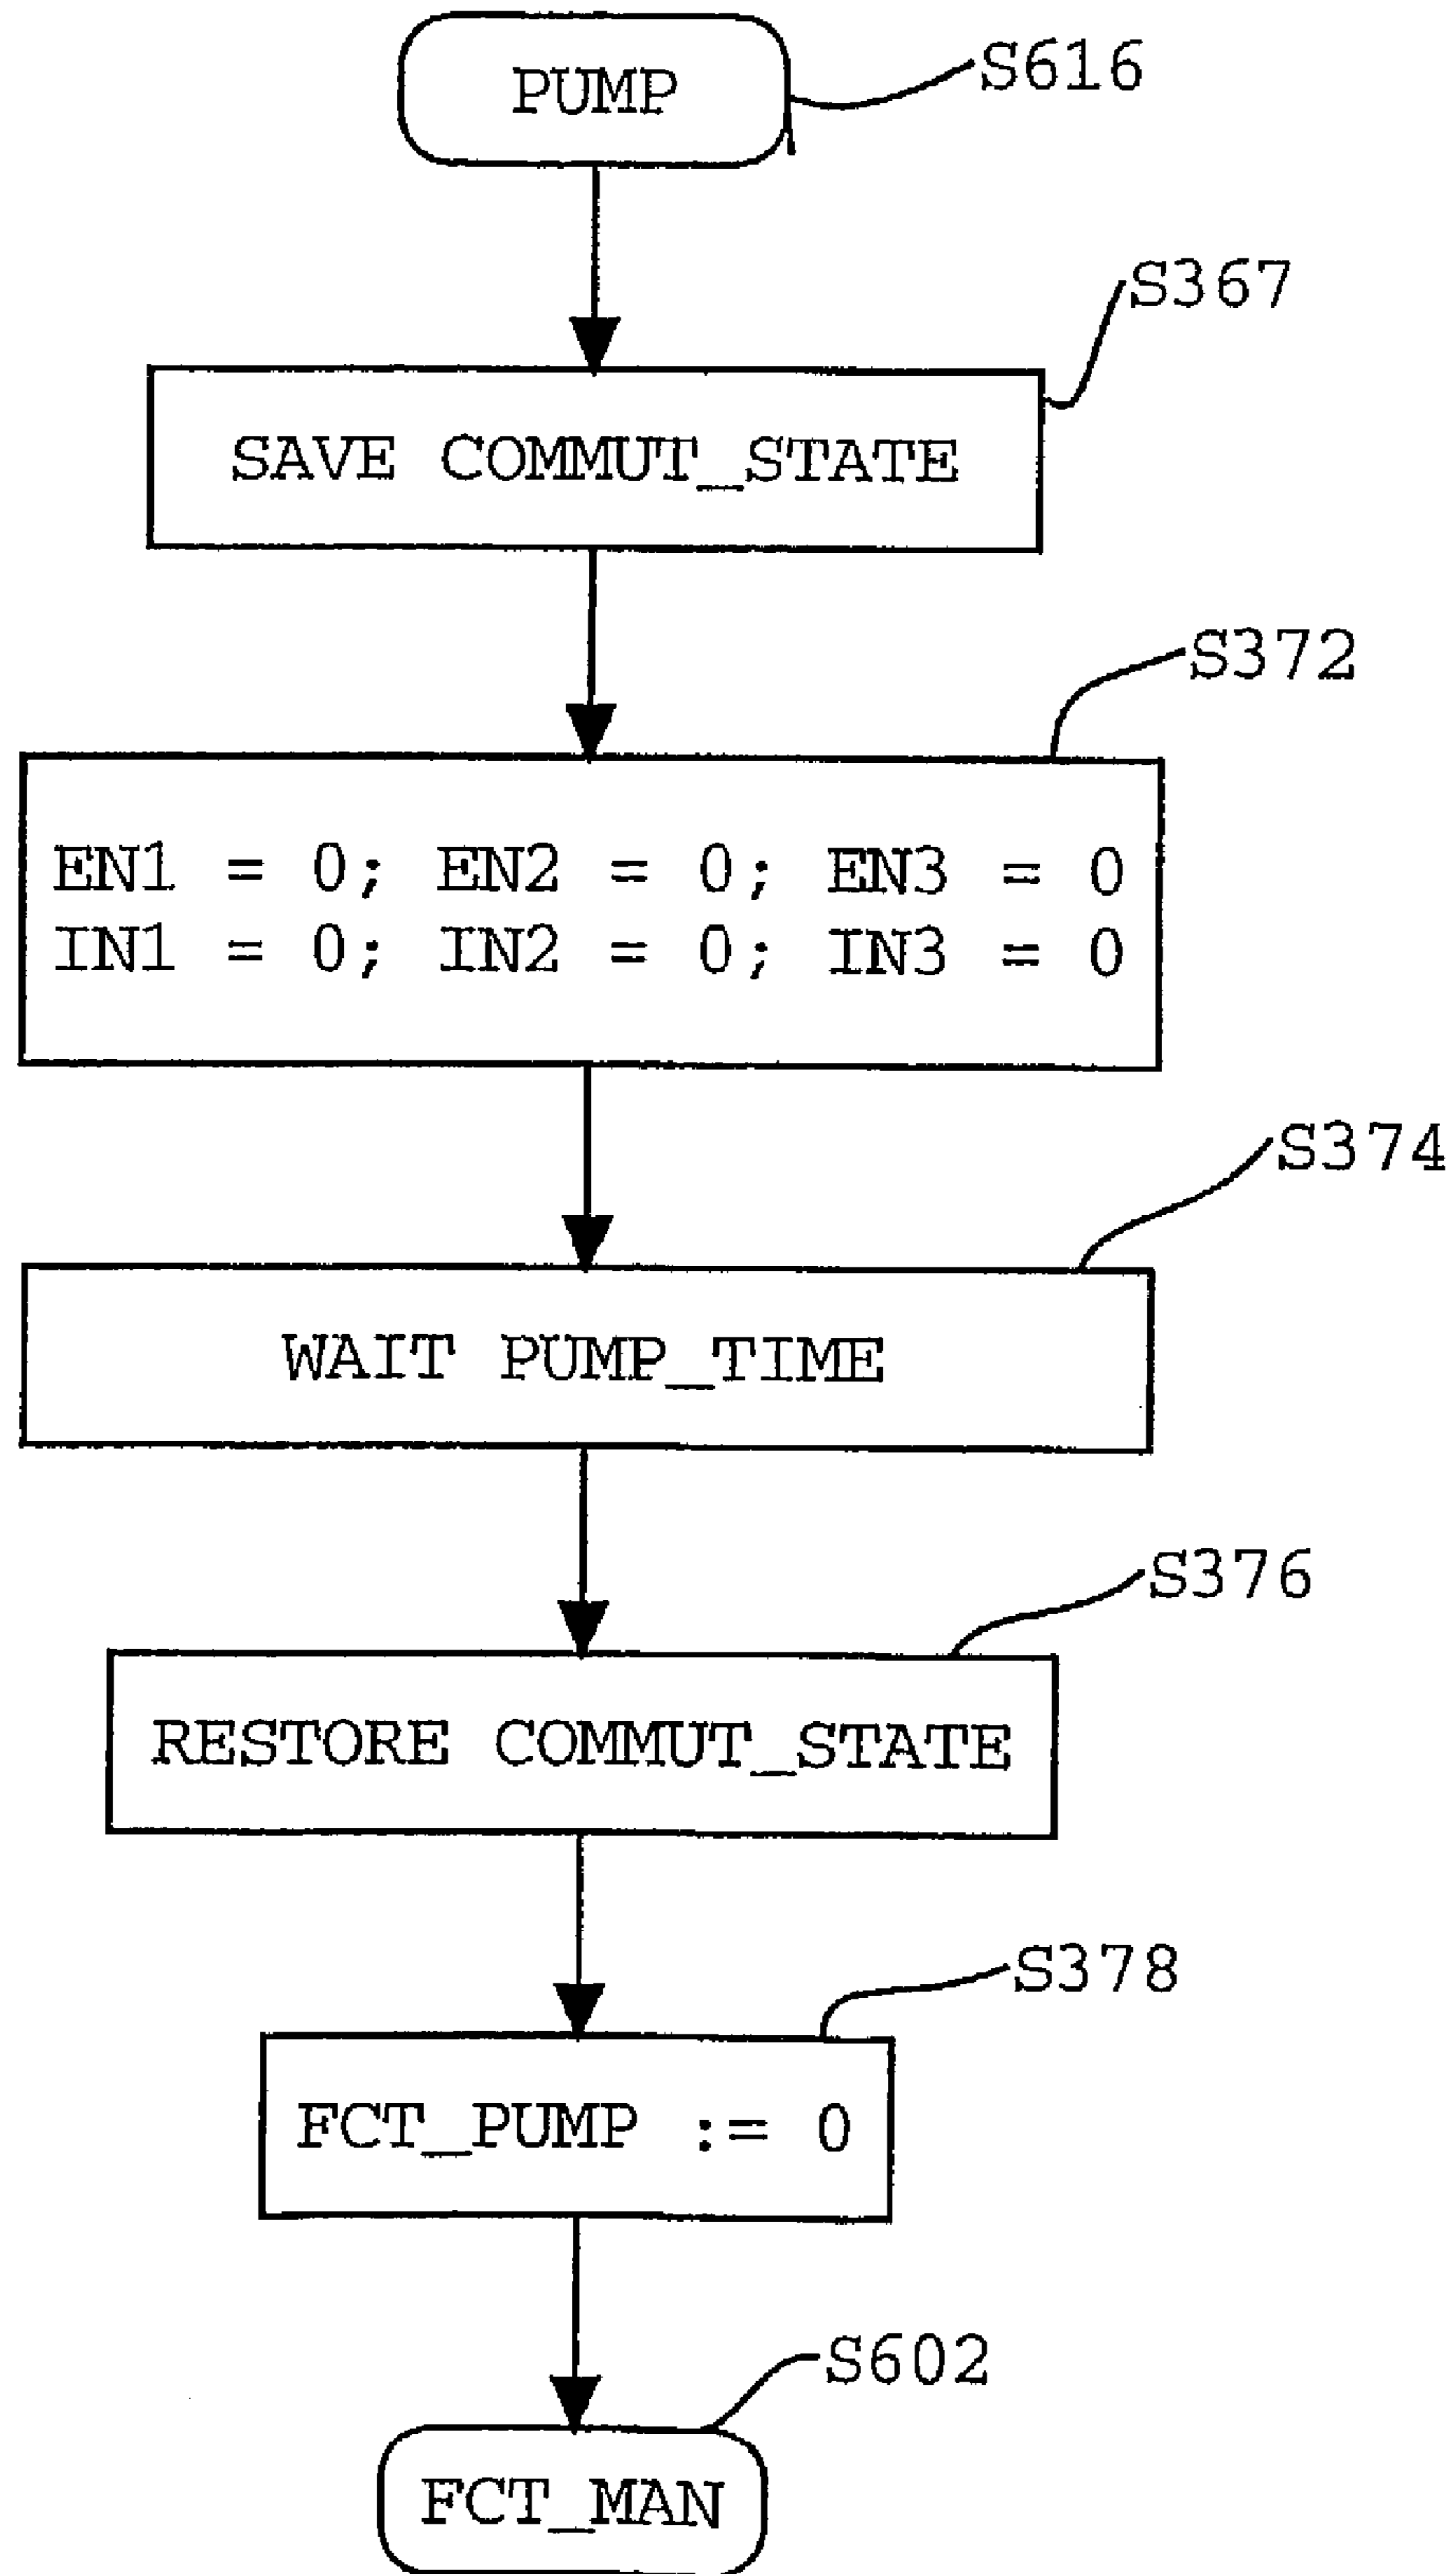 PUMP
S616
S367
SAVE COMMUT_STATE
S372
EN1 = 0; EN2 = 0; EN3 = 0
IN1 = 0; IN2 = 0; IN3 = 0
S374
WAIT PUMP_TIME
S376
RESTORE COMMUT_STATE
S378
FCT_PUMP := 0
S602
FCT_MAN